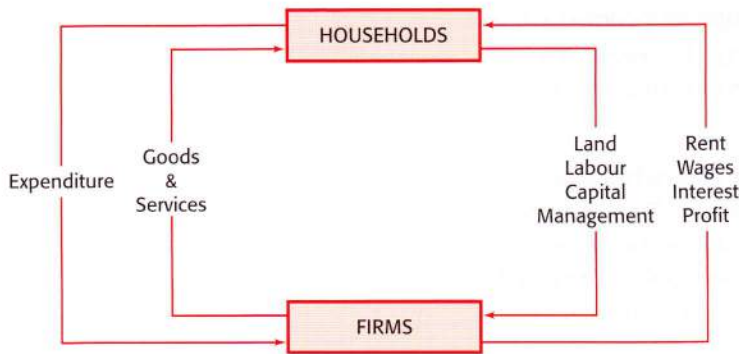 HOUSEHOLDS
Expenditure
Goods
&
Services
Land
Labour
Capital
Management
Rent
Wages
Interest
Profit
FIRMS